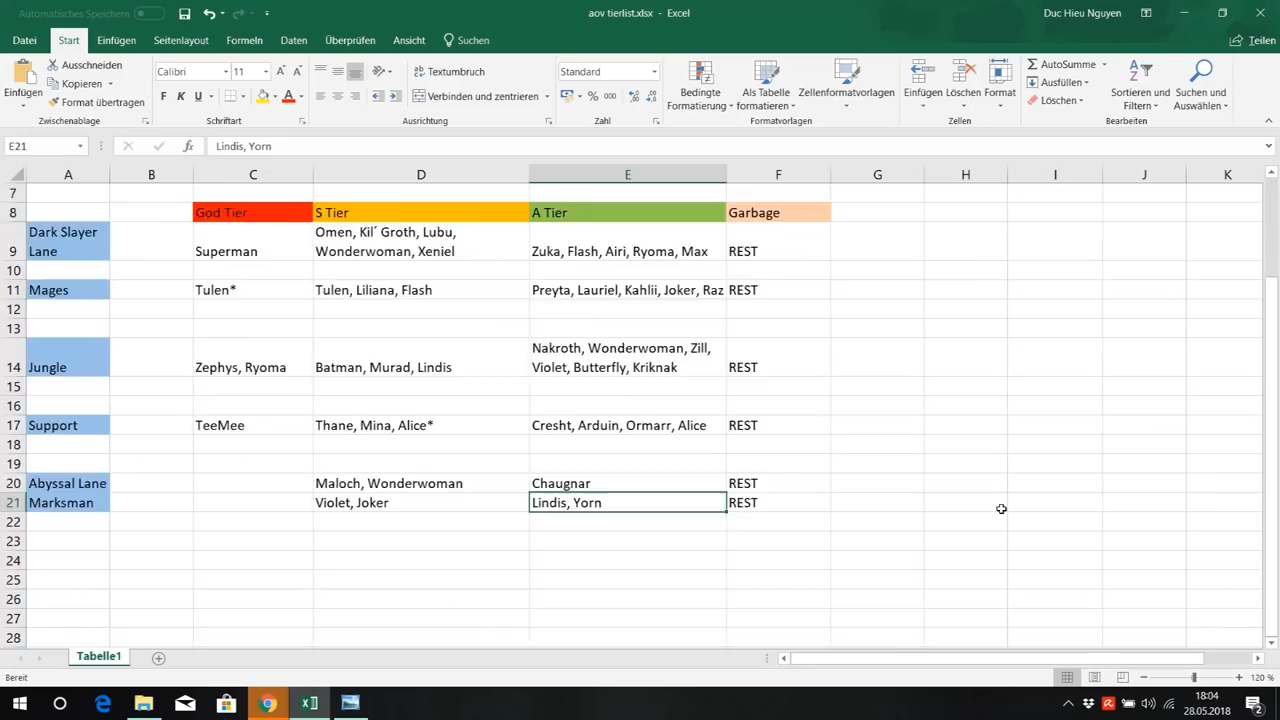 Automatisches Speichern
aov tierlist.xlsx - Excel
Duc Hieu Nguyen
Datei Start Einfügen Seitenlayout Formeln Daten Überprüfen Ansicht Suchen Teilen
Einfügen
Ausschneiden
Kopieren
Format übertragen
Zwischenablage
Calibri 11
F K U
Schriftart
Textumbruch
Verbinden und zentrieren
Ausrichtung
Standard
% 000
Zahl
Bedingte Formatierung
Als Tabelle formatieren
Zellenformatvorlagen
Formatvorlagen
Einfügen Löschen Format
Zellen
AutoSumme
Ausfüllen
Löschen
Sortieren und Filtern
Suchen und Auswählen
Bearbeiten
E21 fx Lindis, Yorn
A B C D E F G H I J K
7
8 God Tier S Tier A Tier Garbage
9 Dark Slayer Lane Superman Omen, Kil´ Groth, Lubu, Wonderwoman, Xeniel Zuka, Flash, Airi, Ryoma, Max REST
10
11 Mages Tulen* Tulen, Liliana, Flash Preyta, Lauriel, Kahlii, Joker, Raz REST
12
13
14 Jungle Zephys, Ryoma Batman, Murad, Lindis Nakroth, Wonderwoman, Zill, Violet, Butterfly, Kriknak REST
15
16
17 Support TeeMee Thane, Mina, Alice* Cresht, Arduin, Ormarr, Alice REST
18
19
20 Abyssal Lane Maloch, Wonderwoman Chaugnar REST
21 Marksman Violet, Joker Lindis, Yorn REST
22
23
24
25
26
27
28
Tabelle1
Bereit
120 %
18:04
28.05.2018
2